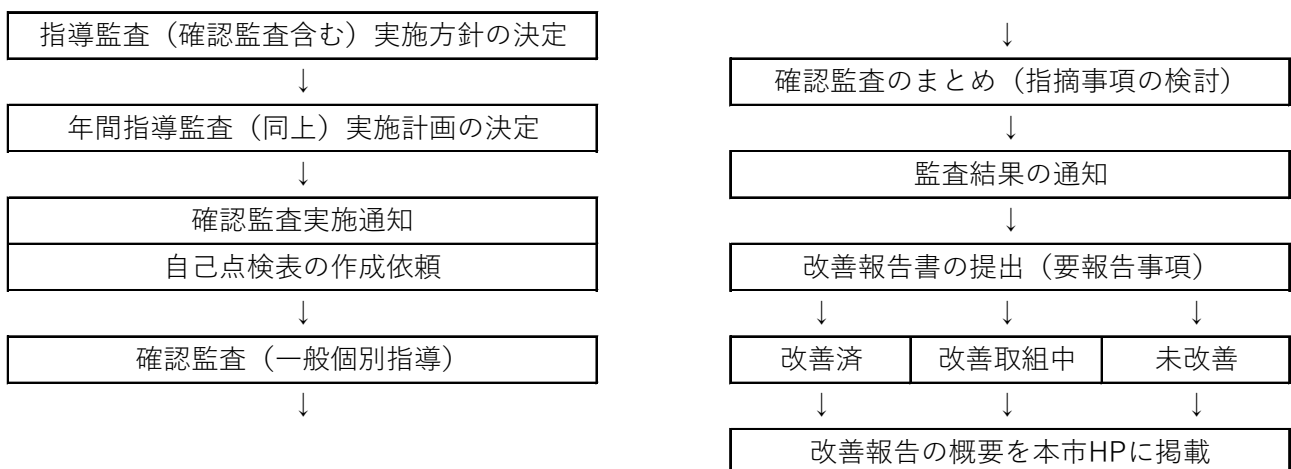 指導監査（確認監査含む）実施方針の決定
↓
年間指導監査（同上）実施計画の決定
↓
確認監査実施通知
自己点検表の作成依頼
↓
確認監査（一般個別指導）
↓
↓
確認監査のまとめ（指摘事項の検討）
↓
監査結果の通知
↓
改善報告書の提出（要報告事項）
↓ ↓ ↓
改善済 改善取組中 未改善
↓ ↓ ↓
改善報告の概要を本市HPに掲載